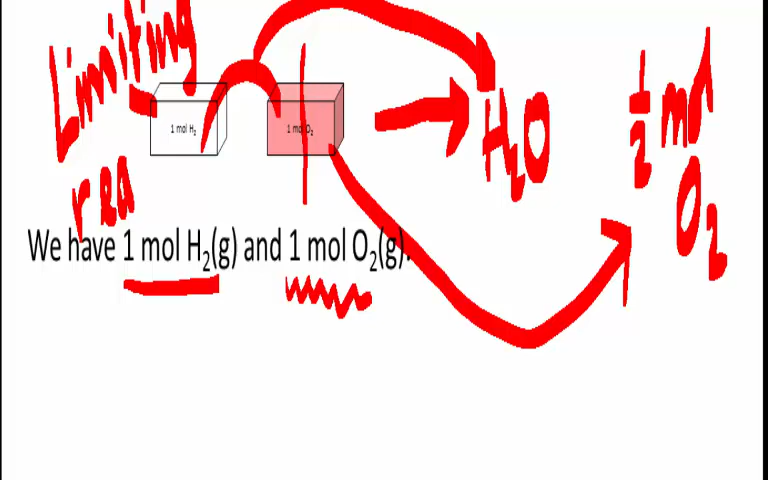 Limiting
rea
1 mol H₂
1 mol O₂
H₂O
½ mol
O₂
We have 1 mol H₂(g) and 1 mol O₂(g).